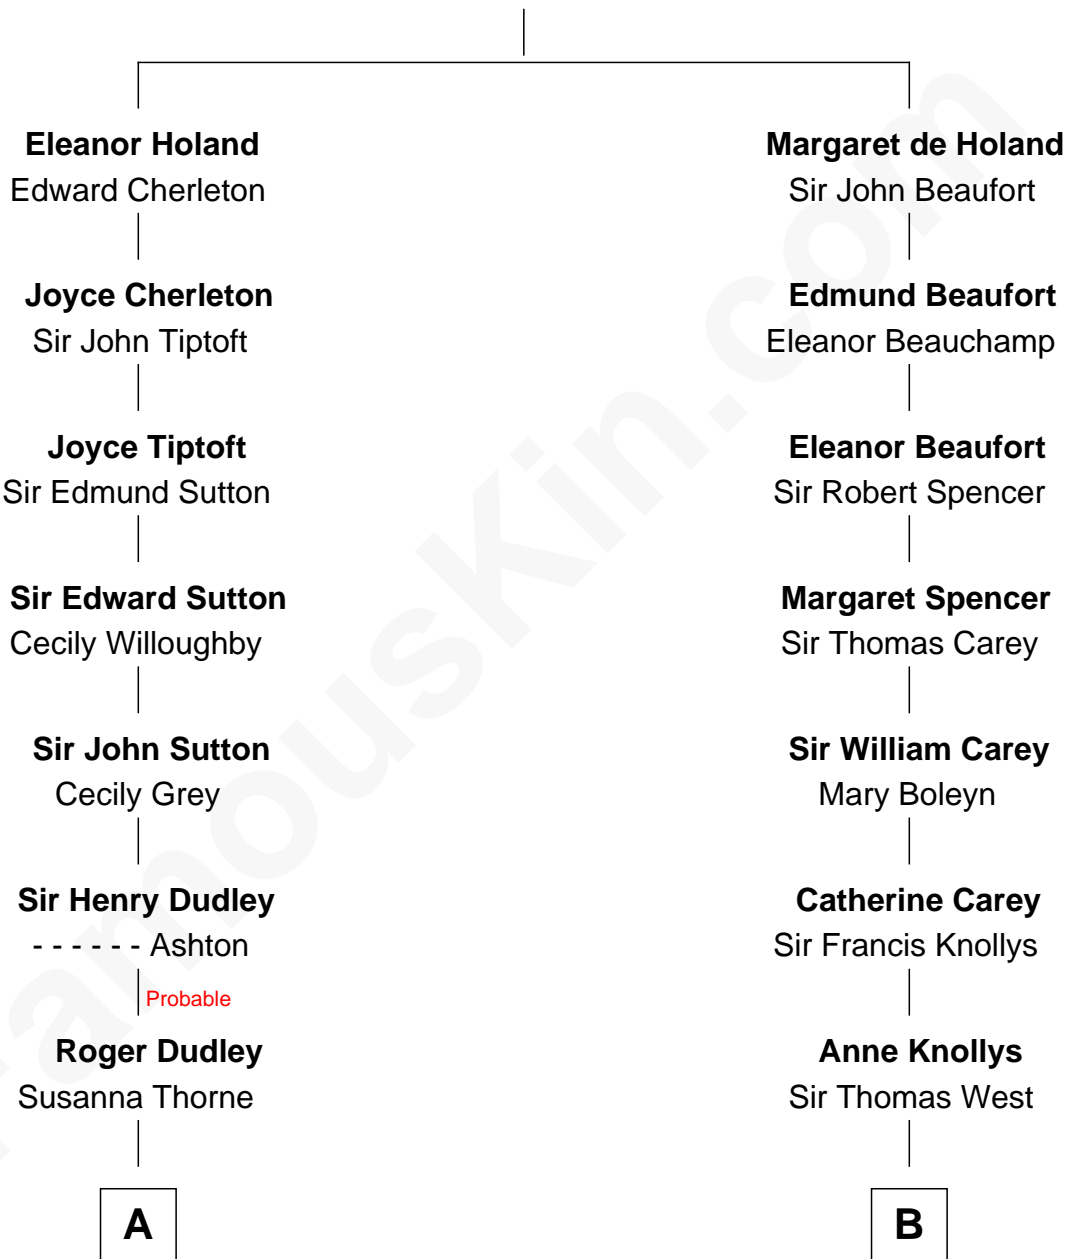 Eleanor Holand
Edward Cherleton
Joyce Cherleton
Sir John Tiptoft
Joyce Tiptoft
Sir Edmund Sutton
Sir Edward Sutton
Cecily Willoughby
Sir John Sutton
Cecily Grey
Sir Henry Dudley
- - - - - - Ashton
Probable
Roger Dudley
Susanna Thorne
A
Margaret de Holand
Sir John Beaufort
Edmund Beaufort
Eleanor Beauchamp
Eleanor Beaufort
Sir Robert Spencer
Margaret Spencer
Sir Thomas Carey
Sir William Carey
Mary Boleyn
Catherine Carey
Sir Francis Knollys
Anne Knollys
Sir Thomas West
B
FamousKin.com